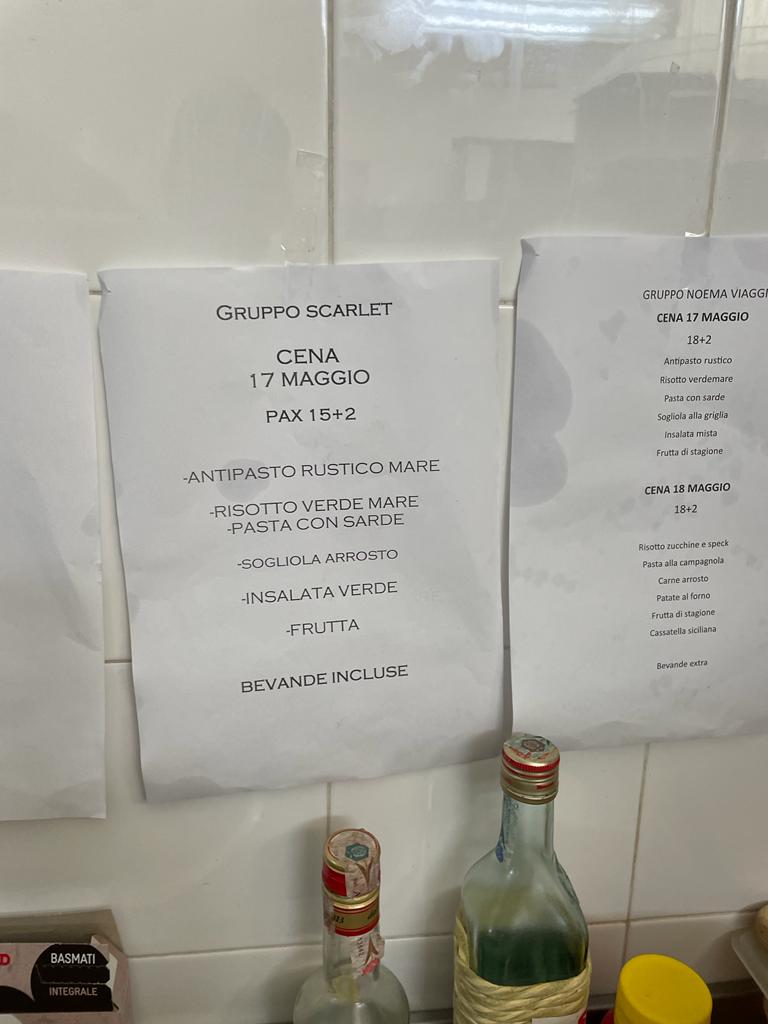 GRUPPO SCARLET
CENA
17 MAGGIO
PAX 15+2
-ANTIPASTO RUSTICO MARE
-RISOTTO VERDE MARE
-PASTA CON SARDE
-SOGLIOLA ARROSTO
-INSALATA VERDE
-FRUTTA
BEVANDE INCLUSE
GRUPPO NOEMA VIAGGI
CENA 17 MAGGIO
18+2
Antipasto rustico
Risotto verdemare
Pasta con sarde
Sogliola alla griglia
Insalata mista
Frutta di stagione
CENA 18 MAGGIO
18+2
Risotto zucchine e speck
Pasta alla campagnola
Carne arrosto
Patate al forno
Frutta di stagione
Cassatella siciliana
Bevande extra
BASMATI
INTEGRALE